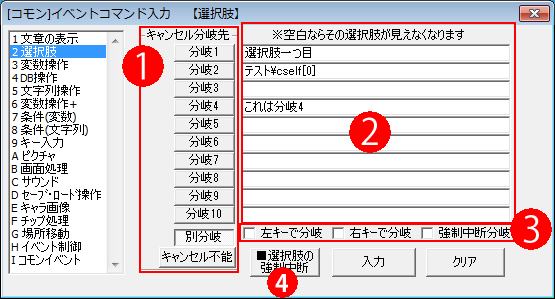 [コモン]イベントコマンド入力 【選択肢】
1 文章の表示
2 選択肢
3 変数操作
4 DB操作
5 文字列操作
6 変数操作+
7 条件(変数)
8 条件(文字列)
9 キー入力
A ピクチャ
B 画面処理
C サウンド
D セーブ・ロード操作
E キャラ画像
F チップ処理
G 場所移動
H イベント制御
I コモンイベント
キャンセル分岐先
1
分岐1
分岐2
分岐3
分岐4
分岐5
分岐6
分岐7
分岐8
分岐9
分岐10
別分岐
キャンセル不能
※空白ならその選択肢が見えなくなります
選択肢一つ目
テスト¥cself[0]
これは分岐4
2
左キーで分岐 右キーで分岐 強制中断分岐
3
■選択肢の
強制中断
4
入力
クリア